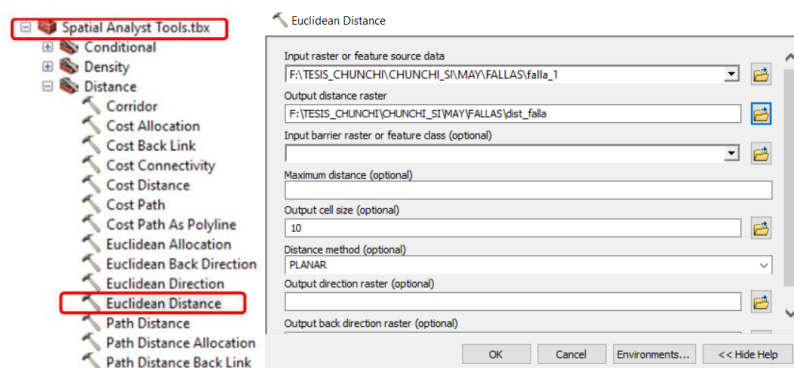 Spatial Analyst Tools.tbx
Conditional
Density
Distance
Corridor
Cost Allocation
Cost Back Link
Cost Connectivity
Cost Distance
Cost Path
Cost Path As Polyline
Euclidean Allocation
Euclidean Back Direction
Euclidean Direction
Euclidean Distance
Path Distance
Path Distance Allocation
Path Distance Back Link
Euclidean Distance
Input raster or feature source data
F:\TESIS_CHUNCHI\CHUNCHI_SI\MAY\FALLAS\falla_1
Output distance raster
F:\TESIS_CHUNCHI\CHUNCHI_SI\MAY\FALLAS\dist_falla
Input barrier raster or feature class (optional)
Maximum distance (optional)
Output cell size (optional)
10
Distance method (optional)
PLANAR
Output direction raster (optional)
Output back direction raster (optional)
OK Cancel Environments... << Hide Help